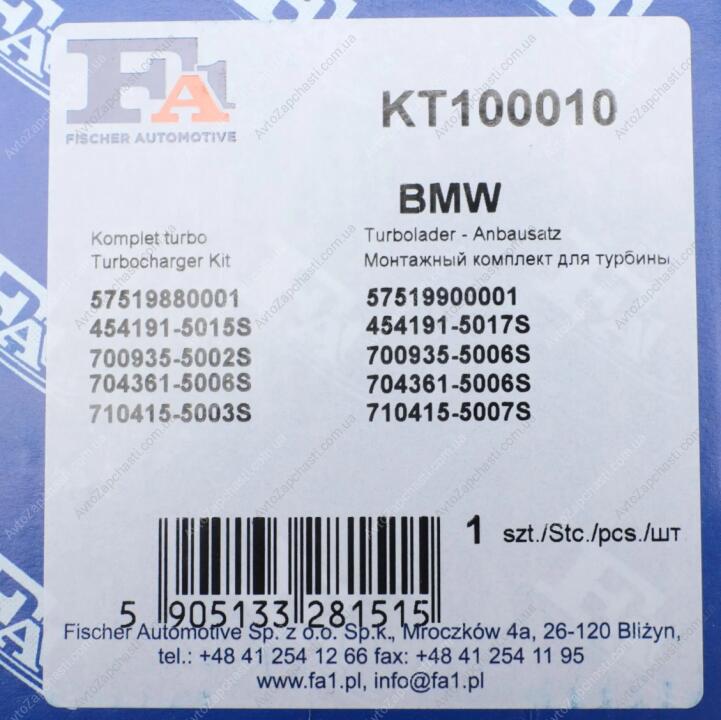 FA1
FISCHER AUTOMOTIVE
KT100010
BMW
Komplet turbo
Turbocharger Kit
Turbolader - Anbausatz
Монтажный комплект для турбины
57519880001 57519900001
454191-5015S 454191-5017S
700935-5002S 700935-5006S
704361-5006S 704361-5006S
710415-5003S 710415-5007S
1 szt./Stc./pcs./шт
5 905133 281515
Fischer Automotive Sp. z o.o. Sp.k., Mroczków 4a, 26-120 Bliżyn,
tel.: +48 41 254 12 66 fax: +48 41 254 11 95
www.fa1.pl, info@fa1.pl
AvtoZapchasti.com.ua